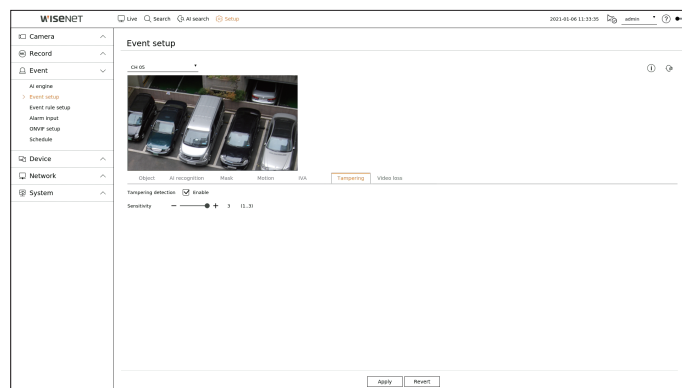 WISENET
Live Search AI search Setup
2021-01-06 11:33:35 admin
Camera
Record
Event
AI engine
Event setup
Event rule setup
Alarm input
ONVIF setup
Schedule
Device
Network
System
Event setup
CH 05
Object AI recognition Mask Motion IVA Tampering Video loss
Tampering detection Enable
Sensitivity 3 (1..3)
Apply Revert